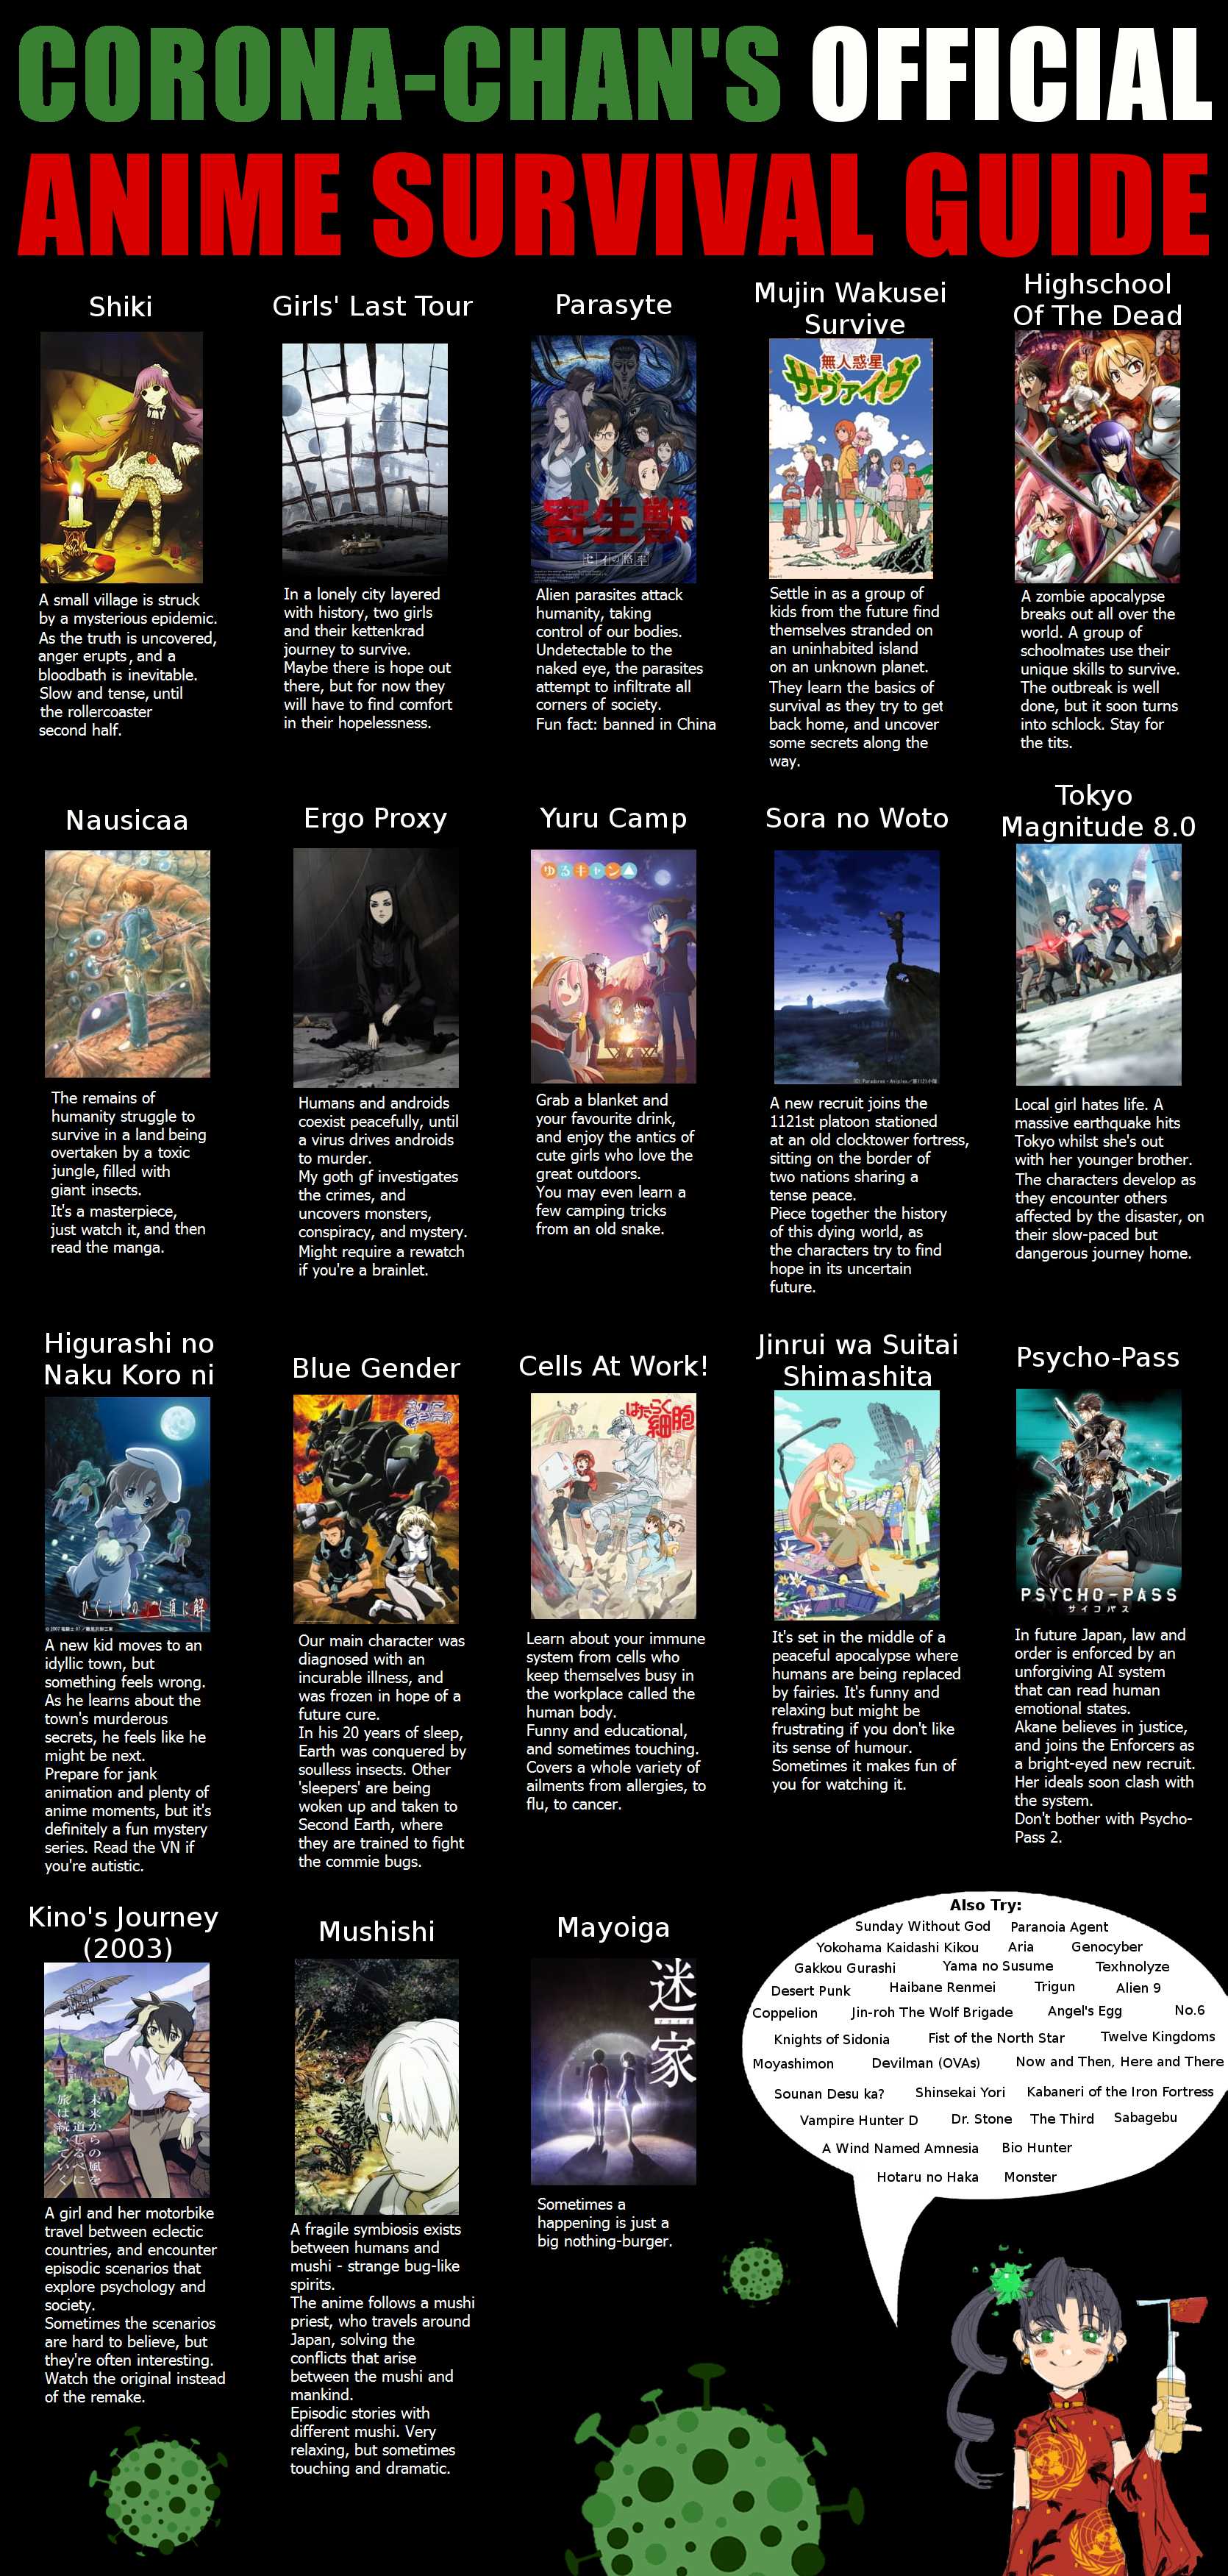 CORONA-CHAN'S OFFICIAL
ANIME SURVIVAL GUIDE
Shiki
A small village is struck
by a mysterious epidemic.
As the truth is uncovered,
anger erupts, and a
bloodbath is inevitable.
Slow and tense, until
the rollercoaster
second half.
Girls' Last Tour
In a lonely city layered
with history, two girls
and their kettenkrad
journey to survive.
Maybe there is hope out
there, but for now they
will have to find comfort
in their hopelessness.
Parasyte
寄生獣
セイの格率
Alien parasites attack
humanity, taking
control of our bodies.
Undetectable to the
naked eye, the parasites
attempt to infiltrate all
corners of society.
Fun fact: banned in China
Mujin Wakusei
Survive
無人惑星
サヴァイヴ
Settle in as a group of
kids from the future find
themselves stranded on
an uninhabited island
on an unknown planet.
They learn the basics of
survival as they try to get
back home, and uncover
some secrets along the
way.
Highschool
Of The Dead
A zombie apocalypse
breaks out all over the
world. A group of
schoolmates use their
unique skills to survive.
The outbreak is well
done, but it soon turns
into schlock. Stay for
the tits.
Nausicaa
The remains of
humanity struggle to
survive in a land being
overtaken by a toxic
jungle, filled with
giant insects.
It's a masterpiece,
just watch it, and then
read the manga.
Ergo Proxy
Humans and androids
coexist peacefully, until
a virus drives androids
to murder.
My goth gf investigates
the crimes, and
uncovers monsters,
conspiracy, and mystery.
Might require a rewatch
if you're a brainlet.
Yuru Camp
ゆるキャン△
Grab a blanket and
your favourite drink,
and enjoy the antics of
cute girls who love the
great outdoors.
You may even learn a
few camping tricks
from an old snake.
Sora no Woto
A new recruit joins the
1121st platoon stationed
at an old clocktower fortress,
sitting on the border of
two nations sharing a
tense peace.
Piece together the history
of this dying world, as
the characters try to find
hope in its uncertain
future.
Tokyo
Magnitude 8.0
Local girl hates life. A
massive earthquake hits
Tokyo whilst she's out
with her younger brother.
The characters develop as
they encounter others
affected by the disaster, on
their slow-paced but
dangerous journey home.
Higurashi no
Naku Koro ni
ひぐらしのなく頃に解
A new kid moves to an
idyllic town, but
something feels wrong.
As he learns about the
town's murderous
secrets, he feels like he
might be next.
Prepare for jank
animation and plenty of
anime moments, but it's
definitely a fun mystery
series. Read the VN if
you're autistic.
Blue Gender
Our main character was
diagnosed with an
incurable illness, and
was frozen in hope of a
future cure.
In his 20 years of sleep,
Earth was conquered by
soulless insects. Other
'sleepers' are being
woken up and taken to
Second Earth, where
they are trained to fight
the commie bugs.
Cells At Work!
はたらく
細胞
Learn about your immune
system from cells who
keep themselves busy in
the workplace called the
human body.
Funny and educational,
and sometimes touching.
Covers a whole variety of
ailments from allergies, to
flu, to cancer.
Jinrui wa Suitai
Shimashita
It's set in the middle of a
peaceful apocalypse where
humans are being replaced
by fairies. It's funny and
relaxing but might be
frustrating if you don't like
its sense of humour.
Sometimes it makes fun of
you for watching it.
Psycho-Pass
PSYCHO-PASS
サイコパス
In future Japan, law and
order is enforced by an
unforgiving AI system
that can read human
emotional states.
Akane believes in justice,
and joins the Enforcers as
a bright-eyed new recruit.
Her ideals soon clash with
the system.
Don't bother with Psycho-
Pass 2.
Kino's Journey
(2003)
未来からの風を
道しるべに
旅は続いていく
A girl and her motorbike
travel between eclectic
countries, and encounter
episodic scenarios that
explore psychology and
society.
Sometimes the scenarios
are hard to believe, but
they're often interesting.
Watch the original instead
of the remake.
Mushishi
A fragile symbiosis exists
between humans and
mushi - strange bug-like
spirits.
The anime follows a mushi
priest, who travels around
Japan, solving the
conflicts that arise
between the mushi and
mankind.
Episodic stories with
different mushi. Very
relaxing, but sometimes
touching and dramatic.
Mayoiga
迷家
Sometimes a
happening is just a
big nothing-burger.
Also Try:
Sunday Without God Paranoia Agent
Yokohama Kaidashi Kikou Aria Genocyber
Gakkou Gurashi Yama no Susume Texhnolyze
Desert Punk Haibane Renmei Trigun Alien 9
Coppelion Jin-roh The Wolf Brigade Angel's Egg No.6
Knights of Sidonia Fist of the North Star Twelve Kingdoms
Moyashimon Devilman (OVAs) Now and Then, Here and There
Sounan Desu ka? Shinsekai Yori Kabaneri of the Iron Fortress
Vampire Hunter D Dr. Stone The Third Sabagebu
A Wind Named Amnesia Bio Hunter
Hotaru no Haka Monster